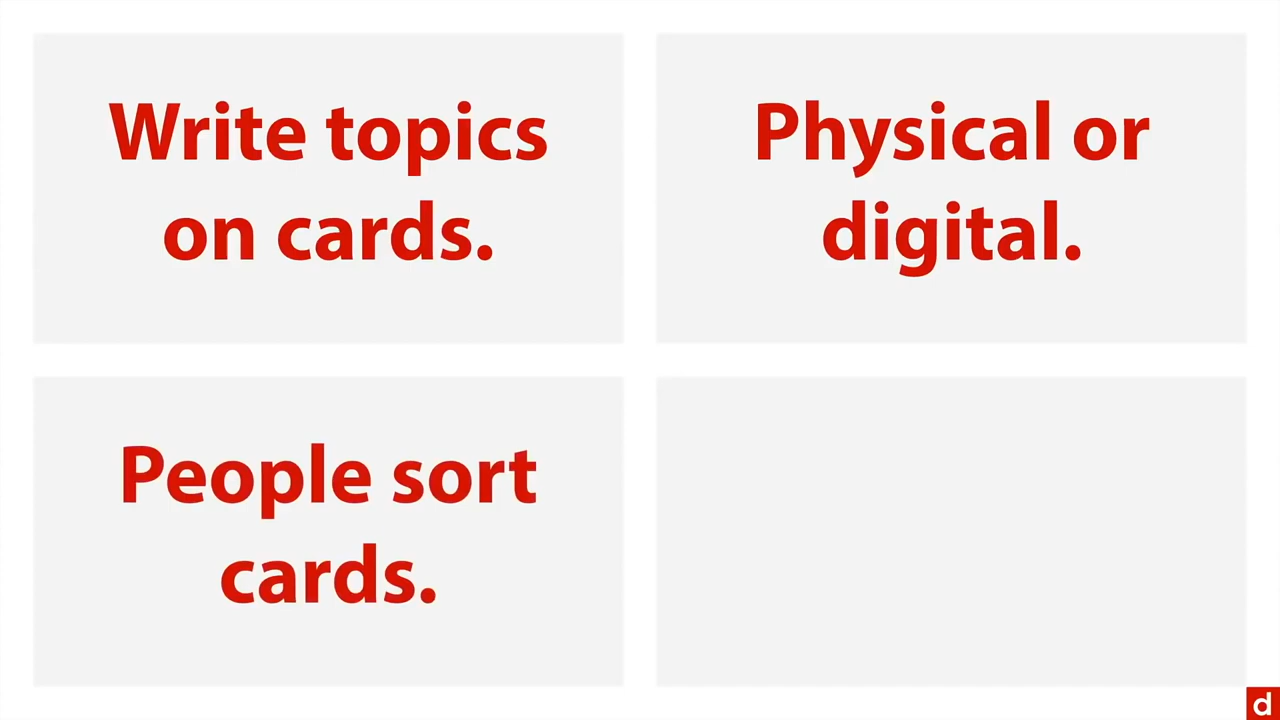 Write topics
on cards.
Physical or
digital.
People sort
cards.
d